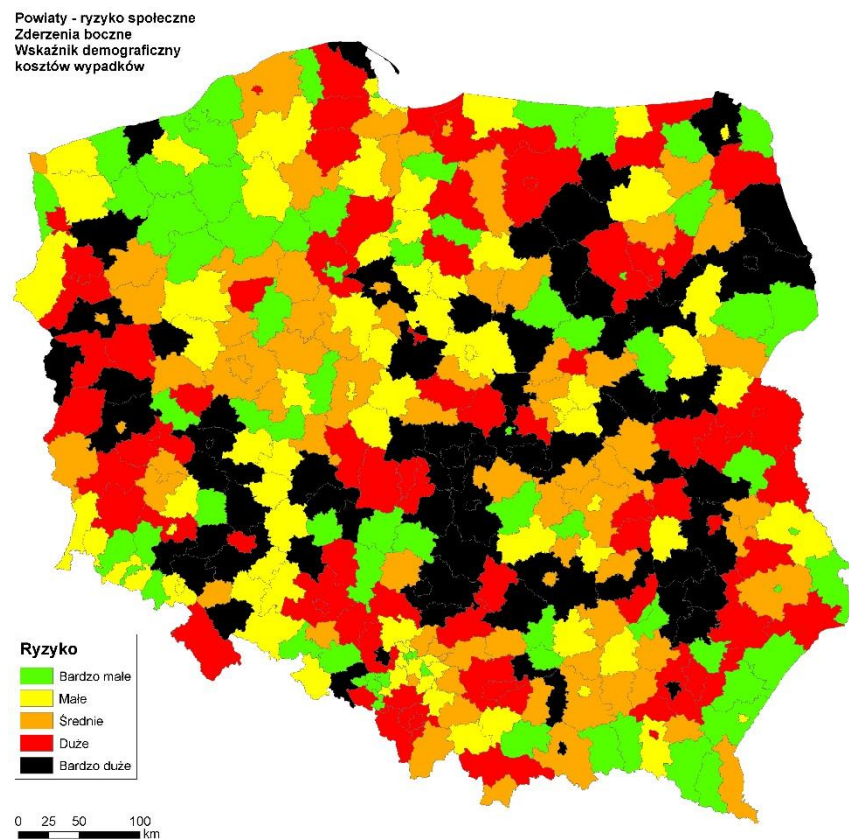 Powiaty - ryzyko społeczne
Zderzenia boczne
Wskaźnik demograficzny
kosztów wypadków
Ryzyko
Bardzo małe
Małe
Średnie
Duże
Bardzo duże
0 25 50 100
km